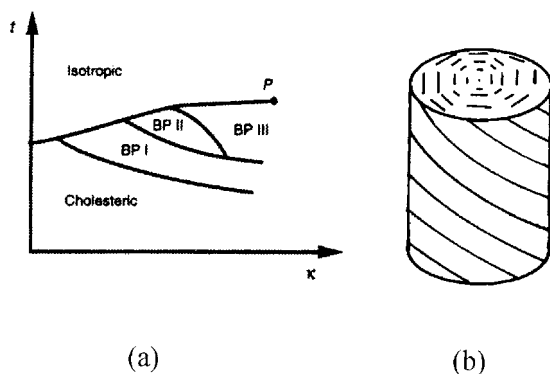 t
Isotropic
P
BP II
BP III
BP I
Cholesteric
κ
(a)
(b)